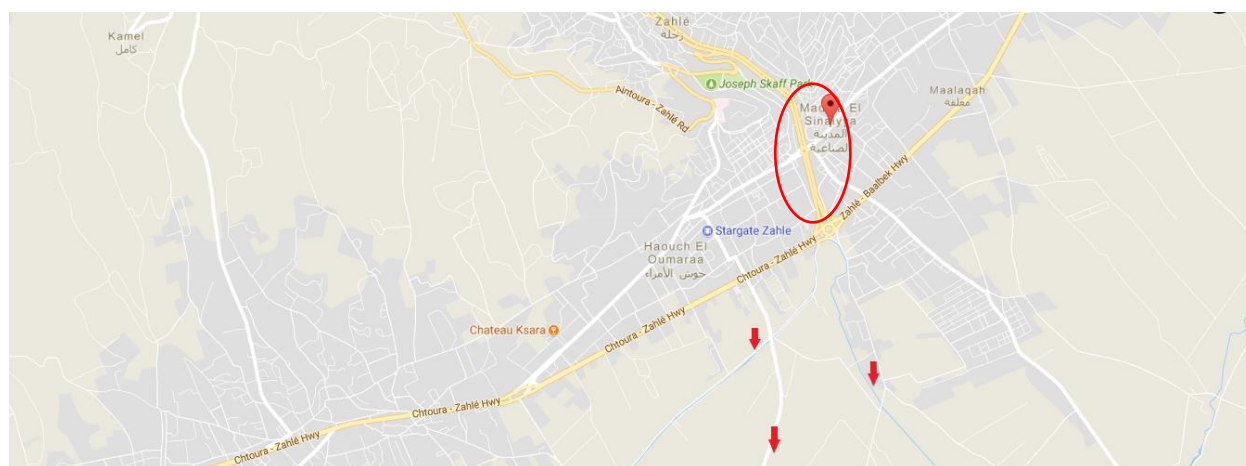 Zahlé
زحلة
Kamel
كامل
Joseph Skaff Park
Aintoura - Zahlé Rd
Maalaqah
معلقة
El
Sinaiyya
المدينة
الصناعية
Zahlé - Baalbek Hwy
Stargate Zahle
Haouch El
Oumaraa
حوش الأمراء
Chtoura - Zahlé Hwy
Chateau Ksara
Chtoura - Zahlé Hwy
Chtoura - Zahlé Hwy
Chtoura - Zahlé Hwy